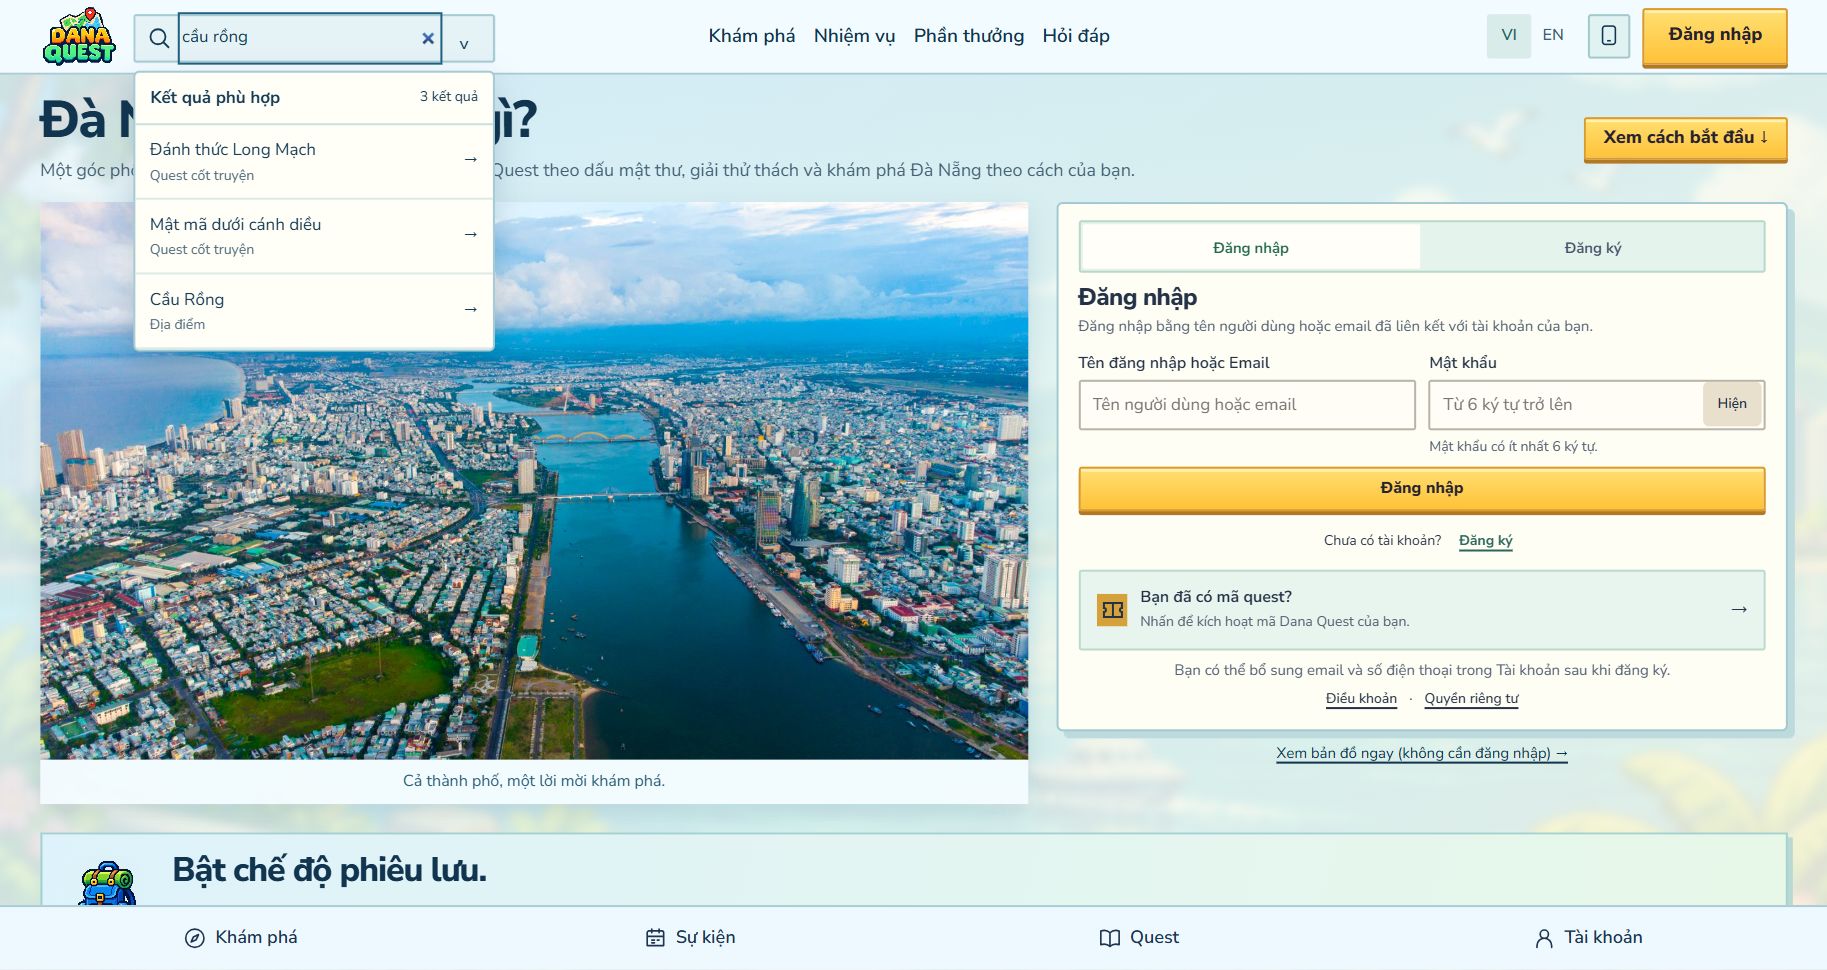 DANA
QUEST
cầu rồng
v
Khám phá
Nhiệm vụ
Phần thưởng
Hỏi đáp
VI
EN
Đăng nhập
Kết quả phù hợp
3 kết quả
Đánh thức Long Mạch
Quest cốt truyện
→
Mật mã dưới cánh diều
Quest cốt truyện
→
Cầu Rồng
Địa điểm
→
Đà
gì?
Xem cách bắt đầu ↓
Một góc
Quest theo dấu mật thư, giải thử thách và khám phá Đà Nẵng theo cách của bạn.
Cả thành phố, một lời mời khám phá.
Đăng nhập
Đăng ký
Đăng nhập
Đăng nhập bằng tên người dùng hoặc email đã liên kết với tài khoản của bạn.
Tên đăng nhập hoặc Email
Tên người dùng hoặc email
Mật khẩu
Từ 6 ký tự trở lên
Hiện
Mật khẩu có ít nhất 6 ký tự.
Đăng nhập
Chưa có tài khoản? Đăng ký
Bạn đã có mã quest?
Nhấn để kích hoạt mã Dana Quest của bạn.
→
Bạn có thể bổ sung email và số điện thoại trong Tài khoản sau khi đăng ký.
Điều khoản · Quyền riêng tư
Xem bản đồ ngay (không cần đăng nhập) →
Bật chế độ phiêu lưu.
Khám phá
Sự kiện
Quest
Tài khoản